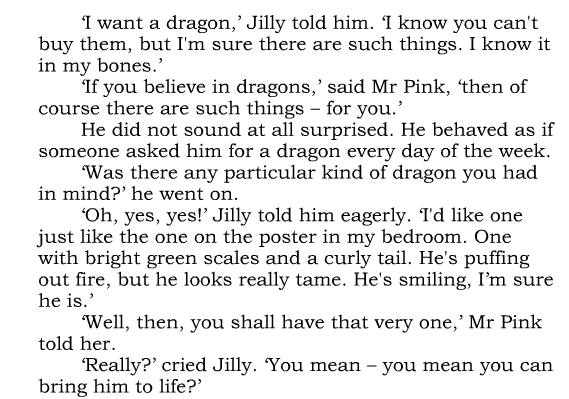 ‘I want a dragon,’ Jilly told him. ‘I know you can't
buy them, but I'm sure there are such things. I know it
in my bones.’
‘If you believe in dragons,’ said Mr Pink, ‘then of
course there are such things – for you.’
He did not sound at all surprised. He behaved as if
someone asked him for a dragon every day of the week.
‘Was there any particular kind of dragon you had
in mind?’ he went on.
‘Oh, yes, yes!’ Jilly told him eagerly. ‘I'd like one
just like the one on the poster in my bedroom. One
with bright green scales and a curly tail. He's puffing
out fire, but he looks really tame. He's smiling, I’m sure
he is.’
‘Well, then, you shall have that very one,’ Mr Pink
told her.
‘Really?’ cried Jilly. ‘You mean – you mean you can
bring him to life?’